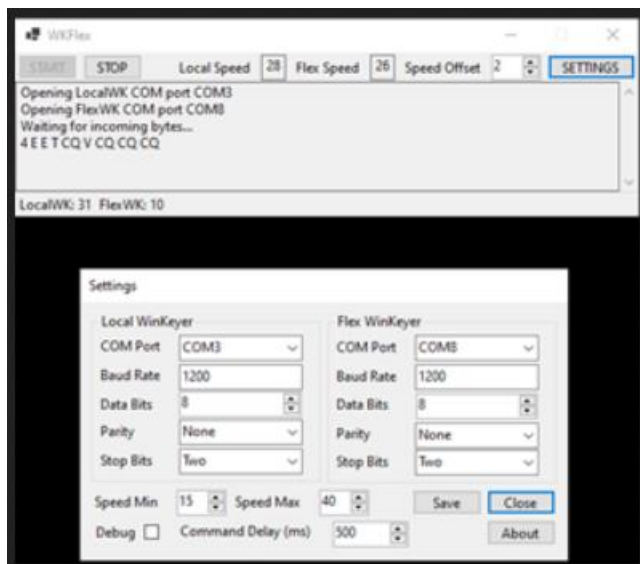 WKFlex
START STOP Local Speed 28 Flex Speed 26 Speed Offset 2 SETTINGS
Opening LocalWK COM port COM3
Opening FlexWK COM port COM8
Waiting for incoming bytes...
4 E E T CQ V CQ CQ CQ
LocalWK: 31 FlexWK: 10
Settings
Local WinKeyer Flex WinKeyer
COM Port COM3 COM Port COM8
Baud Rate 1200 Baud Rate 1200
Data Bits 8 Data Bits 8
Parity None Parity None
Stop Bits Two Stop Bits Two
Speed Min 15 Speed Max 40 Save Close
Debug Command Delay (ms) 500 About